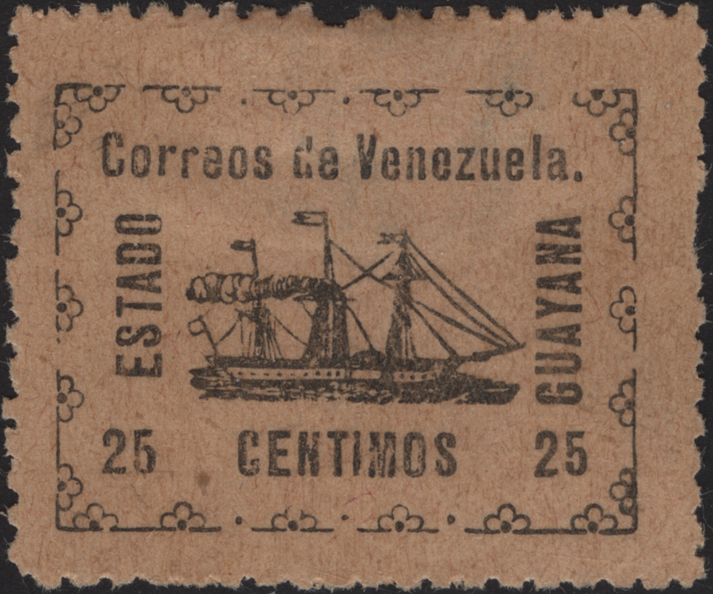 Correos de Venezuela.
ESTADO
GUAYANA
25 CENTIMOS 25